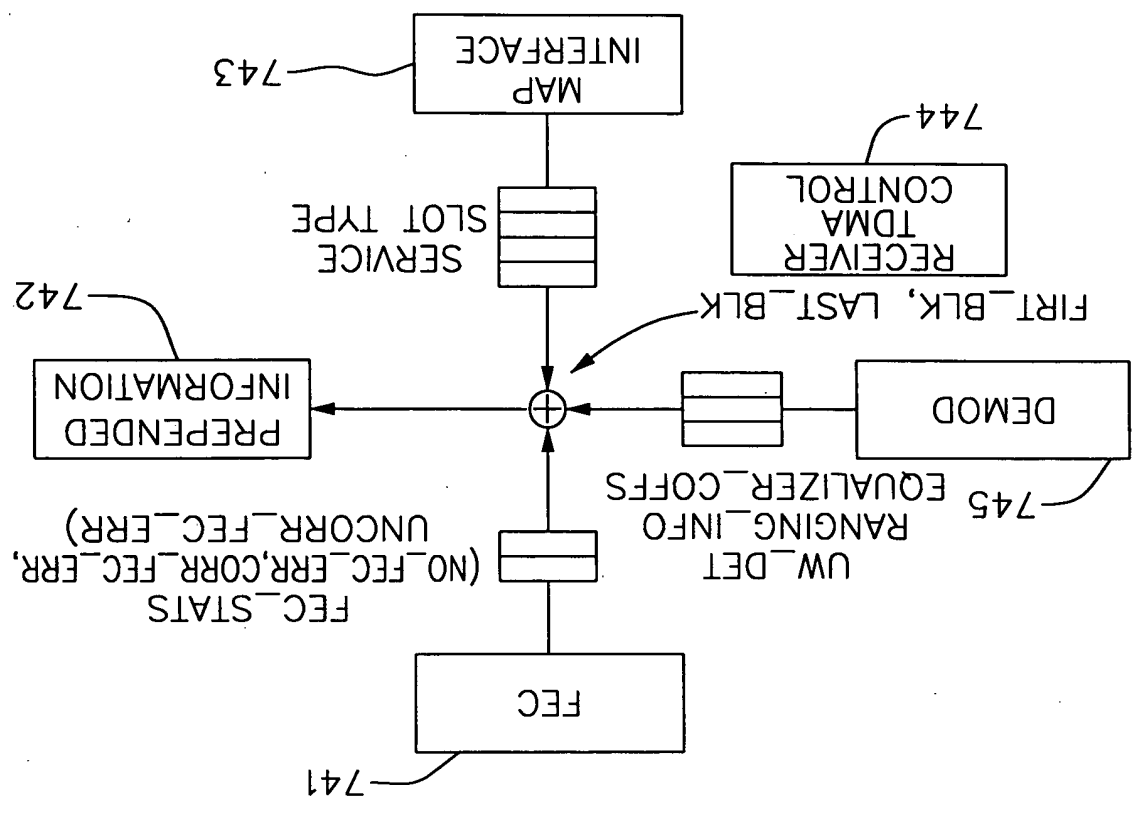 741
FEC
FEC_STATS
(NO_FEC_ERR,CORR_FEC_ERR,
UNCORR_FEC_ERR)
UW_DET
RANGING_INFO
EQUALIZER_COFFS
745
DEMOD
PREPENDED
INFORMATION
742
FIRT_BLK, LAST_BLK
RECEIVER
TDMA
CONTROL
744
SERVICE
SLOT TYPE
MAP
INTERFACE
743